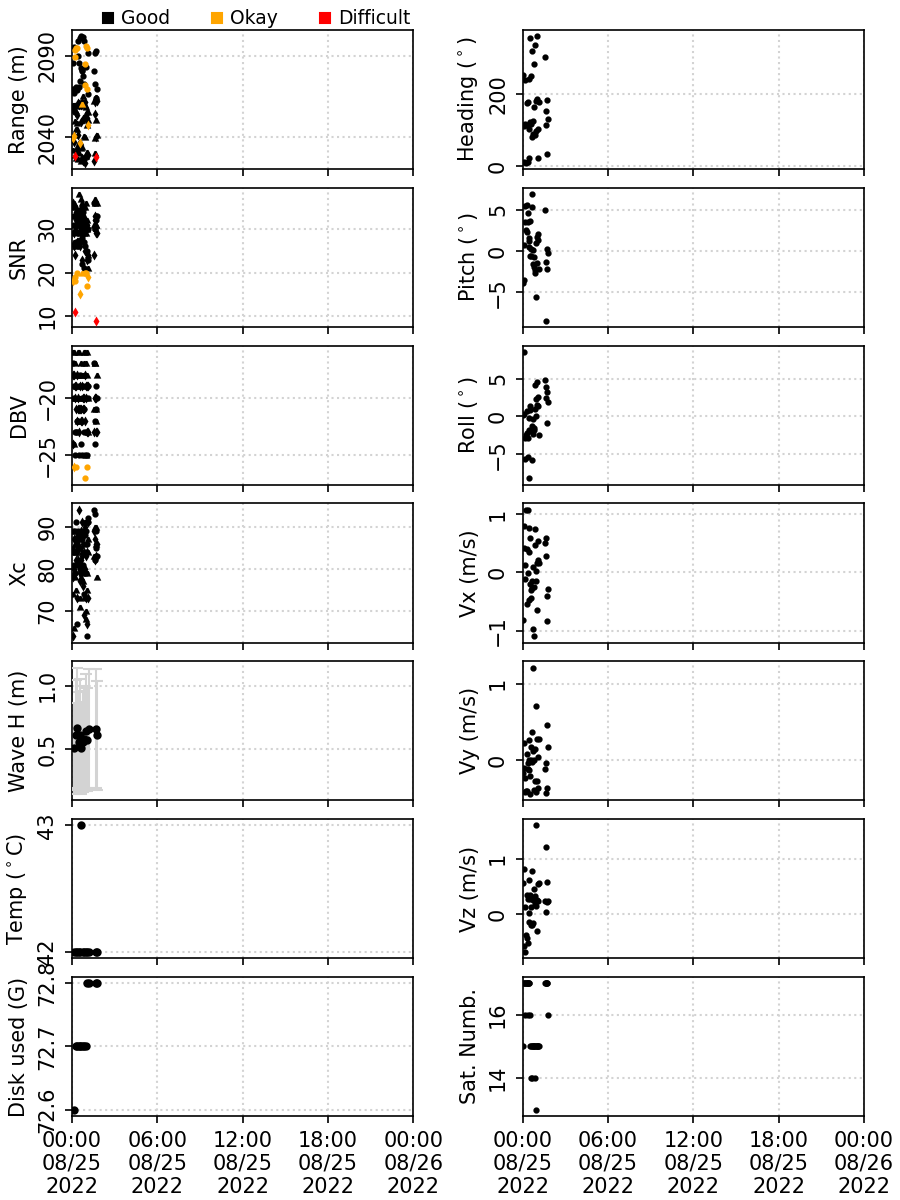 Good Okay Difficult
Range (m)
2090
2040
Heading (°)
200
0
SNR
30
20
10
Pitch (°)
5
0
−5
DBV
−20
−25
Roll (°)
5
0
−5
Xc
90
80
70
Vx (m/s)
1
0
−1
Wave H (m)
1.0
0.5
Vy (m/s)
1
0
Temp (°C)
43
42
Vz (m/s)
1
0
Disk used (G)
72.8
72.7
72.6
Sat. Numb.
16
14
00:00 06:00 12:00 18:00 00:00
08/25 08/25 08/25 08/25 08/26
2022 2022 2022 2022 2022
00:00 06:00 12:00 18:00 00:00
08/25 08/25 08/25 08/25 08/26
2022 2022 2022 2022 2022